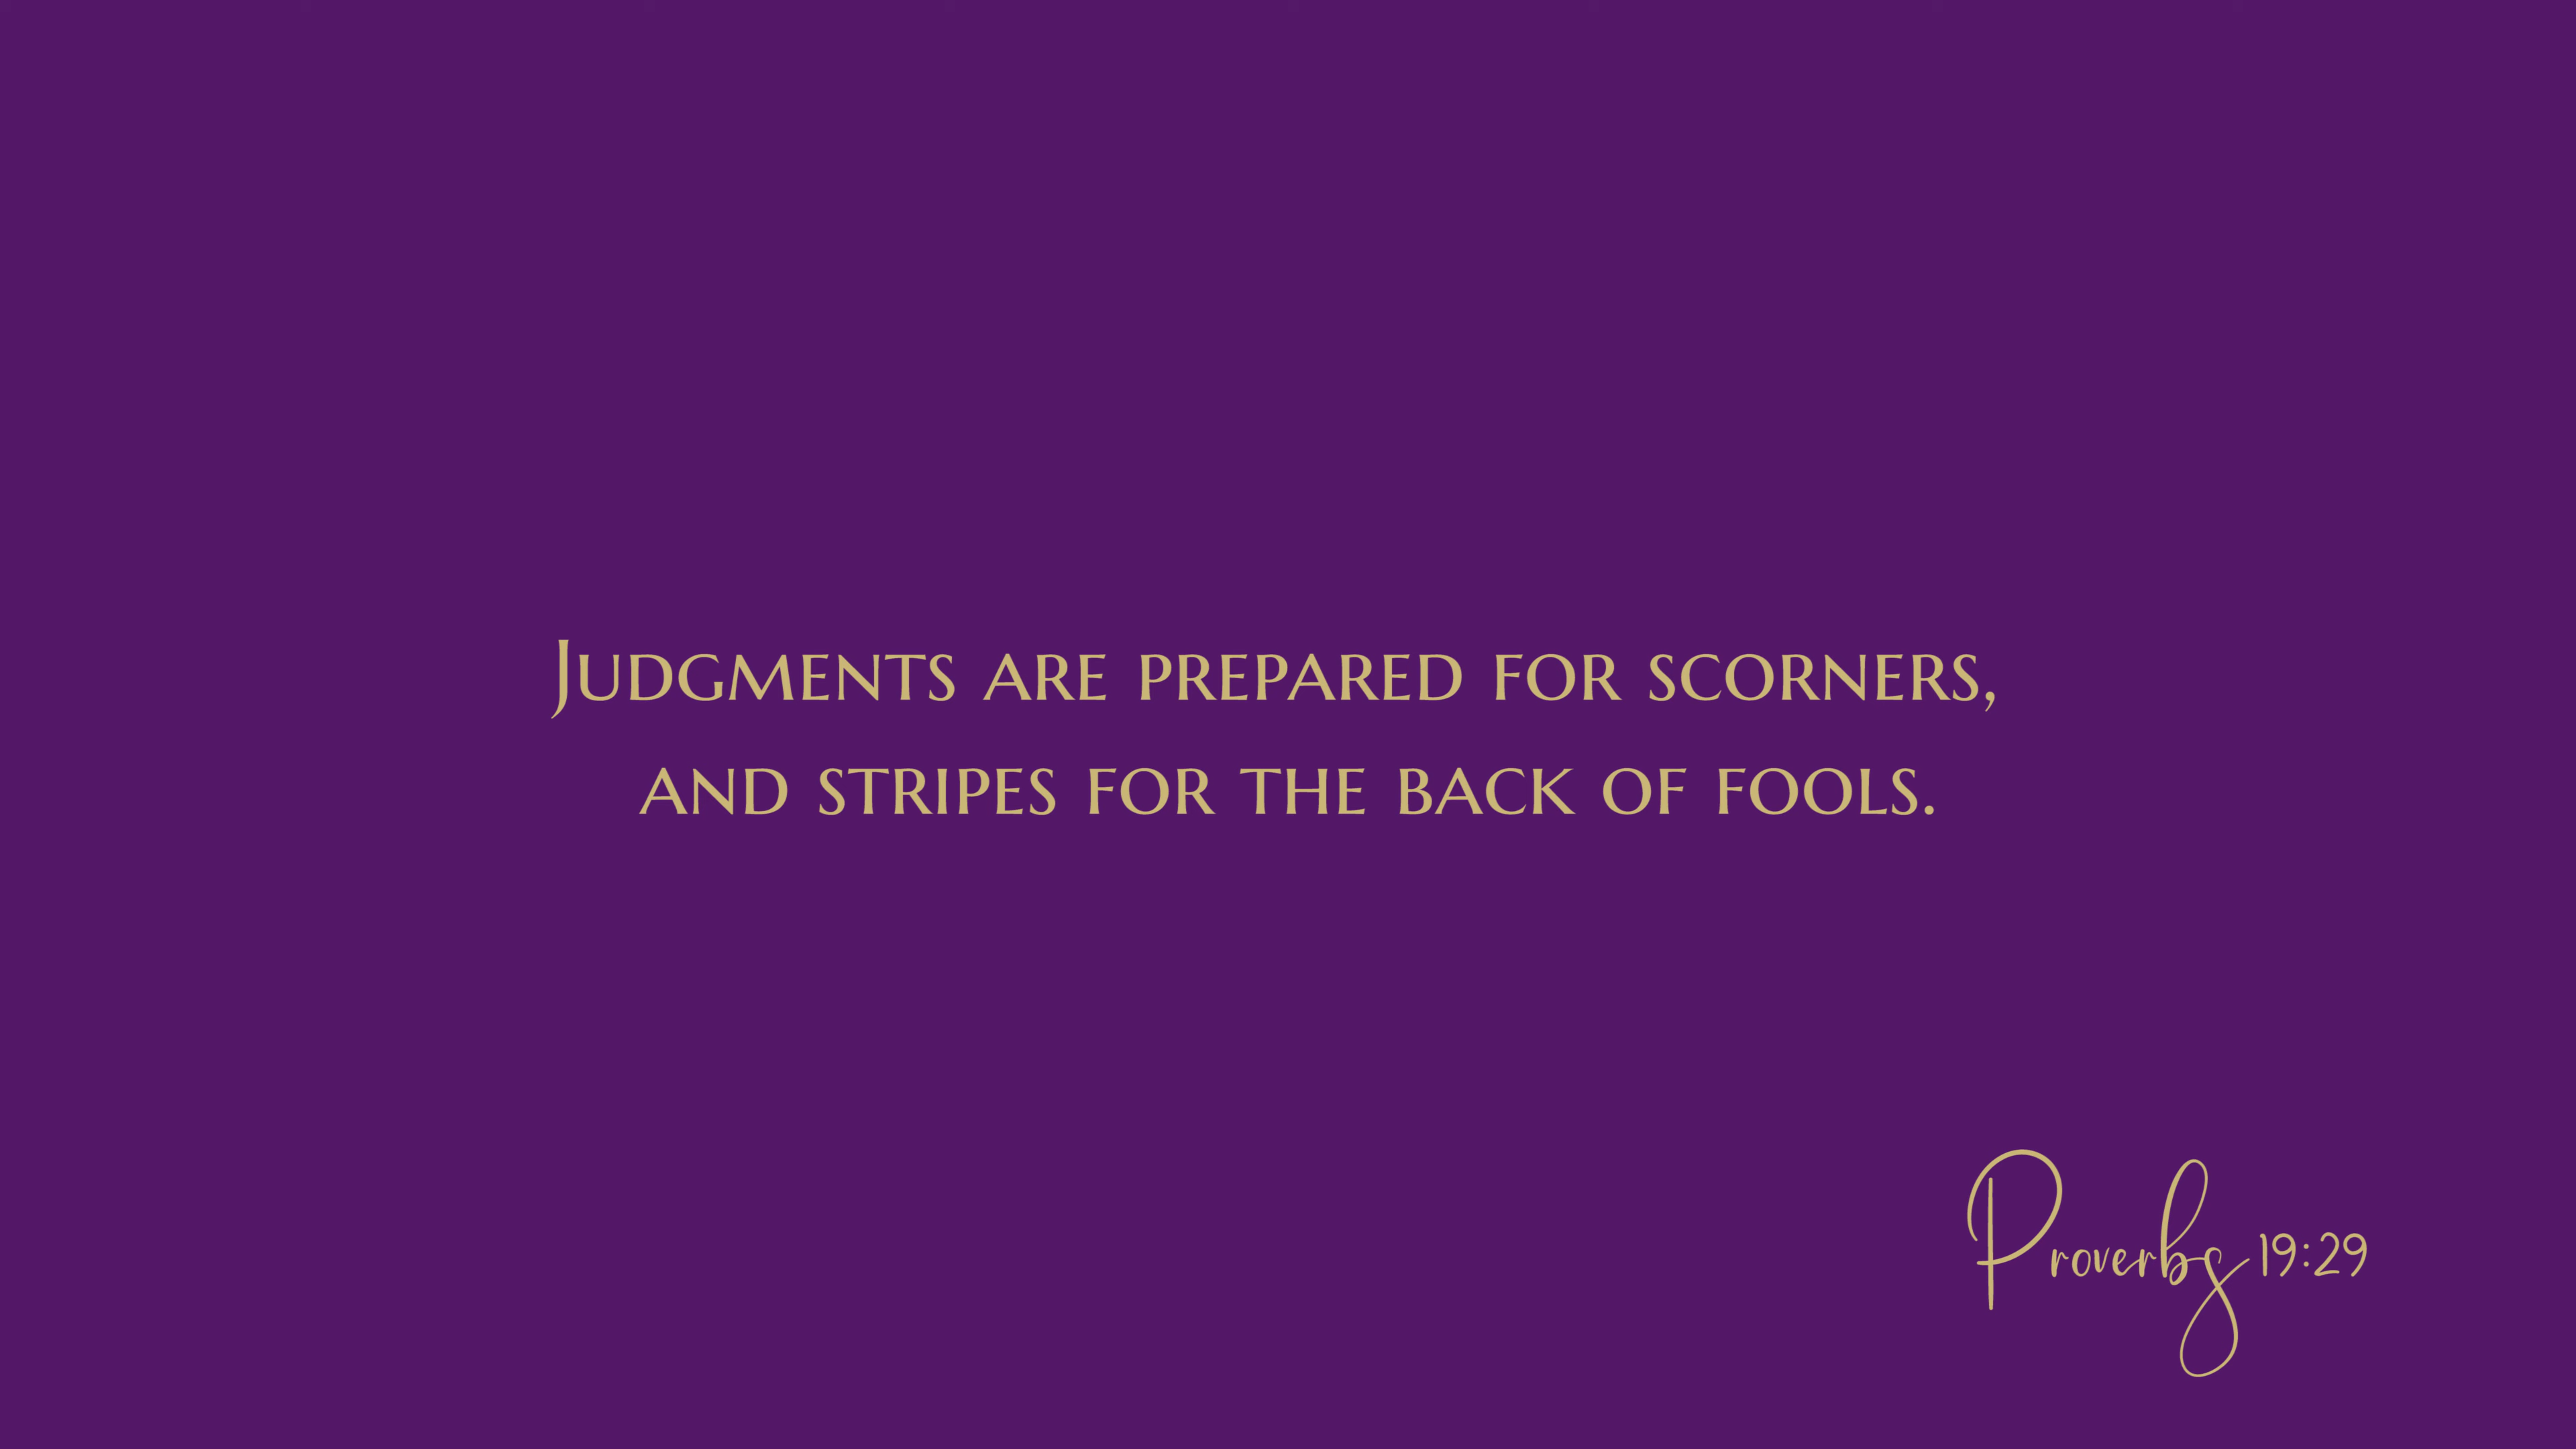 Judgments are prepared for scorners,
and stripes for the back of fools.
Proverbs 19:29